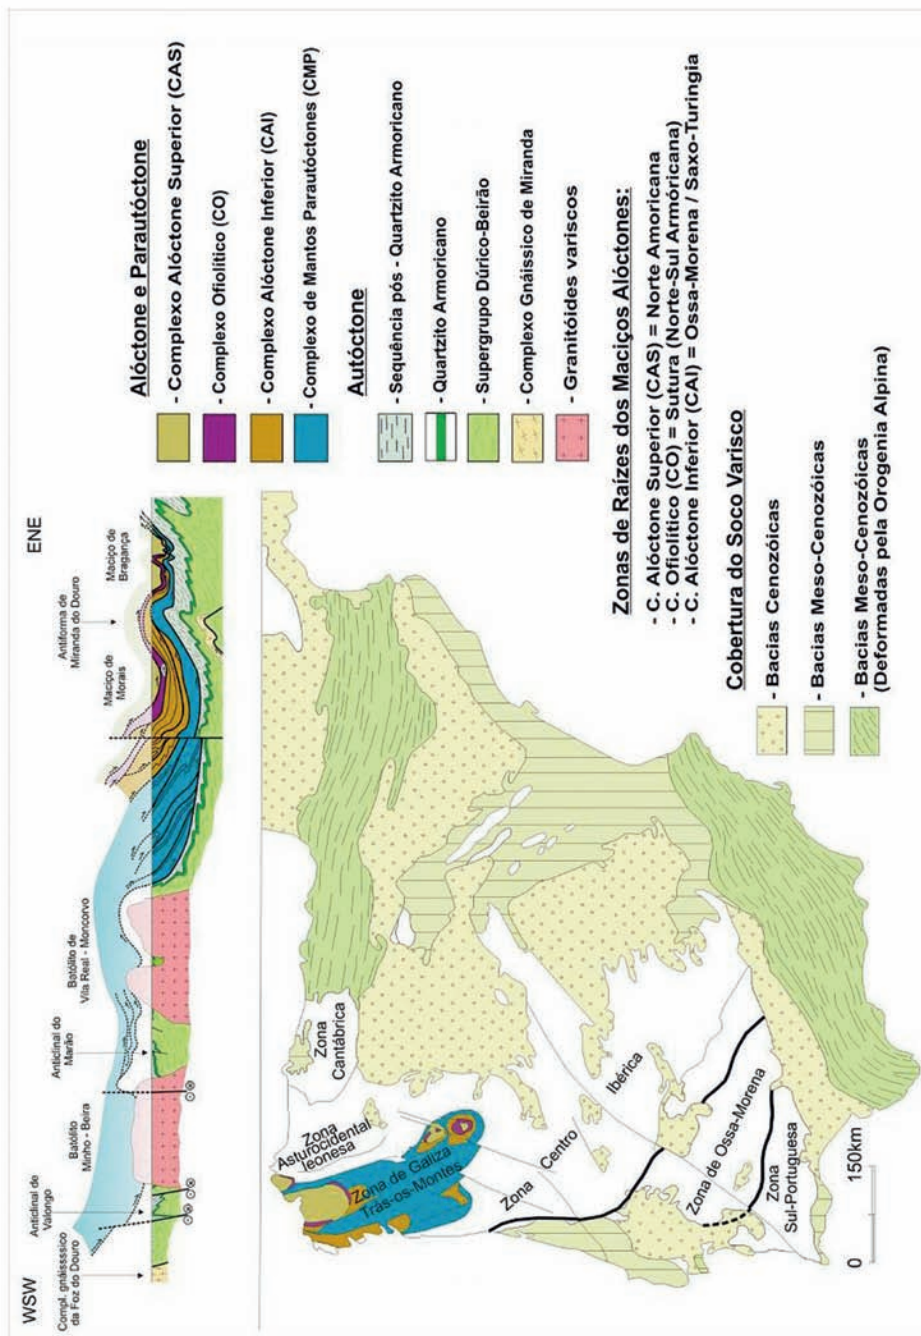 WSW
ENE
Compl. gnáisssico
da Foz do Douro
Anticlinal de
Valongo
Batólito
Minho - Beira
Anticlinal do
Marão
Batólito de
Vila Real - Moncorvo
Maciço de
Morais
Antiforma de
Miranda do Douro
Maciço de
Bragança
Alóctone e Parautóctone
- Complexo Alóctone Superior (CAS)
- Complexo Ofiolítico (CO)
- Complexo Alóctone Inferior (CAI)
- Complexo de Mantos Parautóctones (CMP)
Autóctone
- Sequência pós - Quartzito Armoricano
- Quartzito Armoricano
- Supergrupo Dúrico-Beirão
- Complexo Gnáissico de Miranda
- Granitóides variscos
Zonas de Raízes dos Maciços Alóctones:
- C. Alóctone Superior (CAS) = Norte Amoricana
- C. Ofiolítico (CO) = Sutura (Norte-Sul Armóricana)
- C. Alóctone Inferior (CAI) = Ossa-Morena / Saxo-Turingia
Cobertura do Soco Varisco
- Bacias Cenozóicas
- Bacias Meso-Cenozóicas
- Bacias Meso-Cenozóicas
(Deformadas pela Orogenia Alpina)
Zona
Cantábrica
Zona
Asturocidental
leonesa
Zona de Galiza
Trás-os-Montes
Zona Centro Ibérica
Zona de Ossa-Morena
Zona
Sul-Portuguesa
0 150km